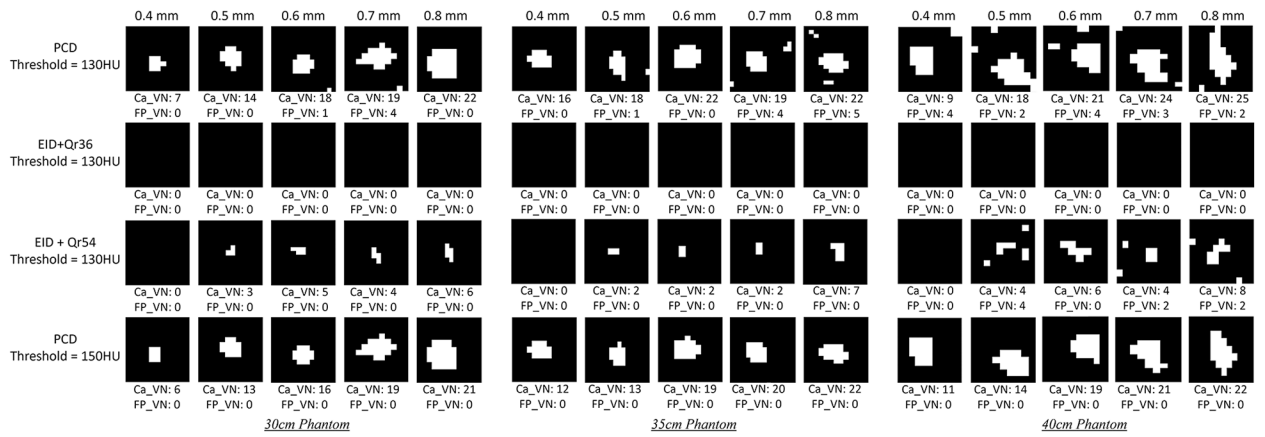 0.4 mm 0.5 mm 0.6 mm 0.7 mm 0.8 mm 0.4 mm 0.5 mm 0.6 mm 0.7 mm 0.8 mm 0.4 mm 0.5 mm 0.6 mm 0.7 mm 0.8 mm
PCD
Threshold = 130HU
Ca_VN: 7 Ca_VN: 14 Ca_VN: 18 Ca_VN: 19 Ca_VN: 22 Ca_VN: 16 Ca_VN: 18 Ca_VN: 22 Ca_VN: 19 Ca_VN: 22 Ca_VN: 9 Ca_VN: 18 Ca_VN: 21 Ca_VN: 24 Ca_VN: 25
FP_VN: 0 FP_VN: 0 FP_VN: 1 FP_VN: 4 FP_VN: 0 FP_VN: 0 FP_VN: 1 FP_VN: 0 FP_VN: 4 FP_VN: 5 FP_VN: 4 FP_VN: 2 FP_VN: 4 FP_VN: 3 FP_VN: 2
EID+Qr36
Threshold = 130HU
Ca_VN: 0 Ca_VN: 0 Ca_VN: 0 Ca_VN: 0 Ca_VN: 0 Ca_VN: 0 Ca_VN: 0 Ca_VN: 0 Ca_VN: 0 Ca_VN: 0 Ca_VN: 0 Ca_VN: 0 Ca_VN: 0 Ca_VN: 0 Ca_VN: 0
FP_VN: 0 FP_VN: 0 FP_VN: 0 FP_VN: 0 FP_VN: 0 FP_VN: 0 FP_VN: 0 FP_VN: 0 FP_VN: 0 FP_VN: 0 FP_VN: 0 FP_VN: 0 FP_VN: 0 FP_VN: 0 FP_VN: 0
EID + Qr54
Threshold = 130HU
Ca_VN: 0 Ca_VN: 3 Ca_VN: 5 Ca_VN: 4 Ca_VN: 6 Ca_VN: 0 Ca_VN: 2 Ca_VN: 2 Ca_VN: 2 Ca_VN: 7 Ca_VN: 0 Ca_VN: 4 Ca_VN: 6 Ca_VN: 4 Ca_VN: 8
FP_VN: 0 FP_VN: 0 FP_VN: 0 FP_VN: 0 FP_VN: 0 FP_VN: 0 FP_VN: 0 FP_VN: 0 FP_VN: 0 FP_VN: 0 FP_VN: 0 FP_VN: 4 FP_VN: 0 FP_VN: 2 FP_VN: 2
PCD
Threshold = 150HU
Ca_VN: 6 Ca_VN: 13 Ca_VN: 16 Ca_VN: 19 Ca_VN: 21 Ca_VN: 12 Ca_VN: 13 Ca_VN: 19 Ca_VN: 20 Ca_VN: 22 Ca_VN: 11 Ca_VN: 14 Ca_VN: 19 Ca_VN: 21 Ca_VN: 22
FP_VN: 0 FP_VN: 0 FP_VN: 0 FP_VN: 0 FP_VN: 0 FP_VN: 0 FP_VN: 0 FP_VN: 0 FP_VN: 0 FP_VN: 0 FP_VN: 0 FP_VN: 0 FP_VN: 0 FP_VN: 0 FP_VN: 0
30cm Phantom 35cm Phantom 40cm Phantom